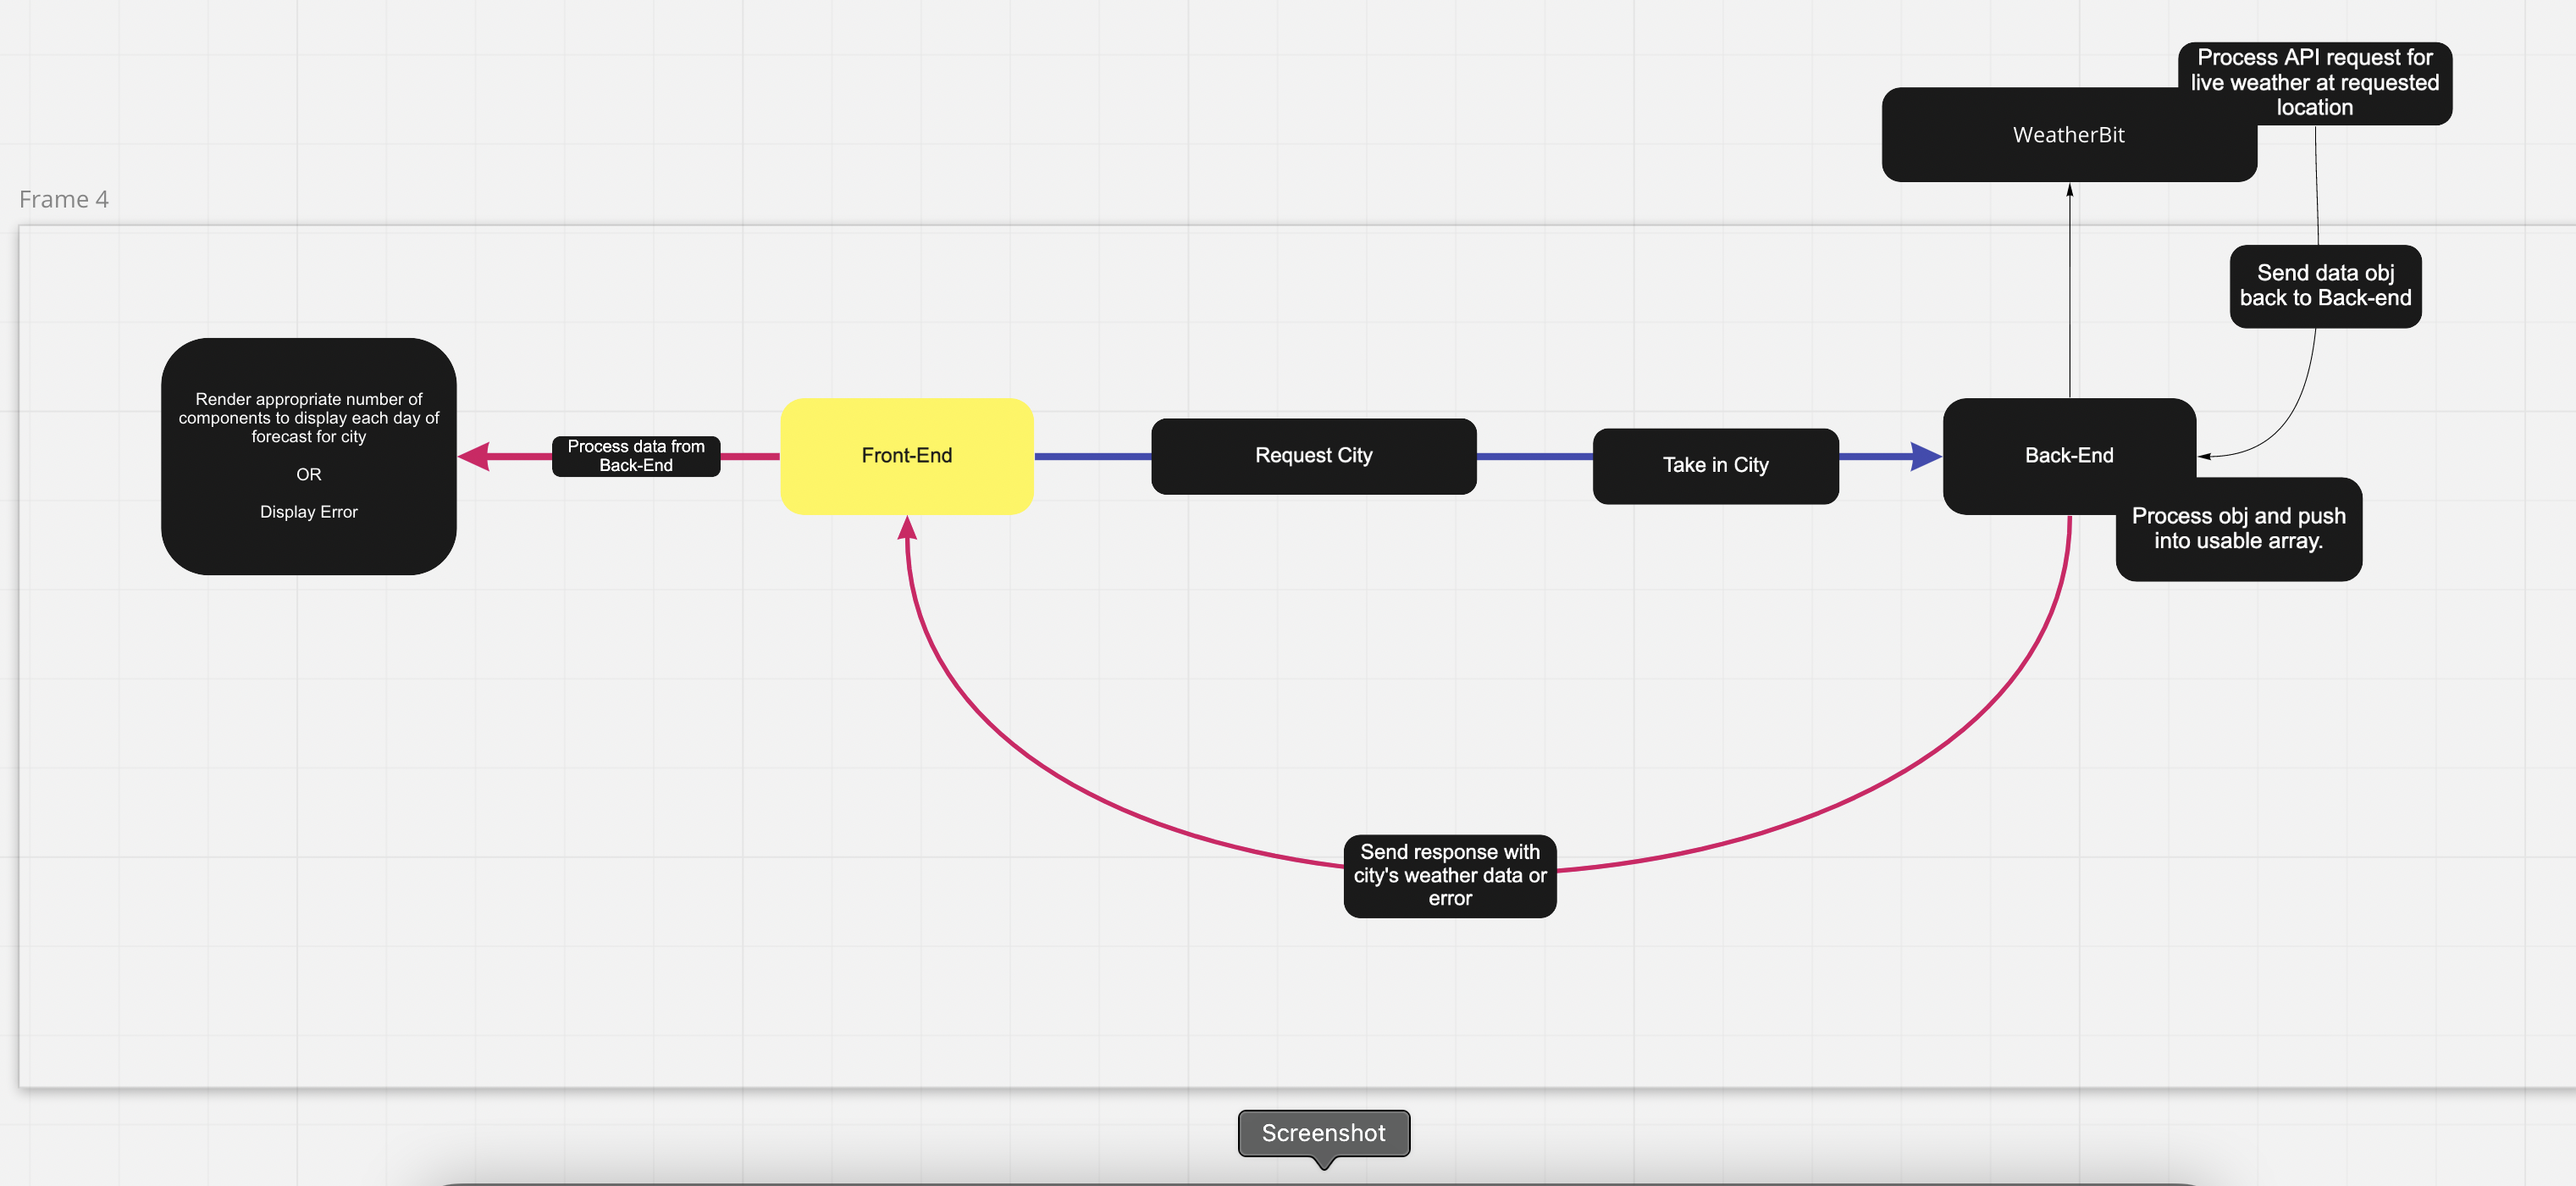 Process API request for
live weather at requested
location
WeatherBit
Frame 4
Send data obj
back to Back-end
Render appropriate number of
components to display each day of
forecast for city
OR
Display Error
Process data from
Back-End
Front-End
Request City
Take in City
Back-End
Process obj and push
into usable array.
Send response with
city's weather data or
error
Screenshot